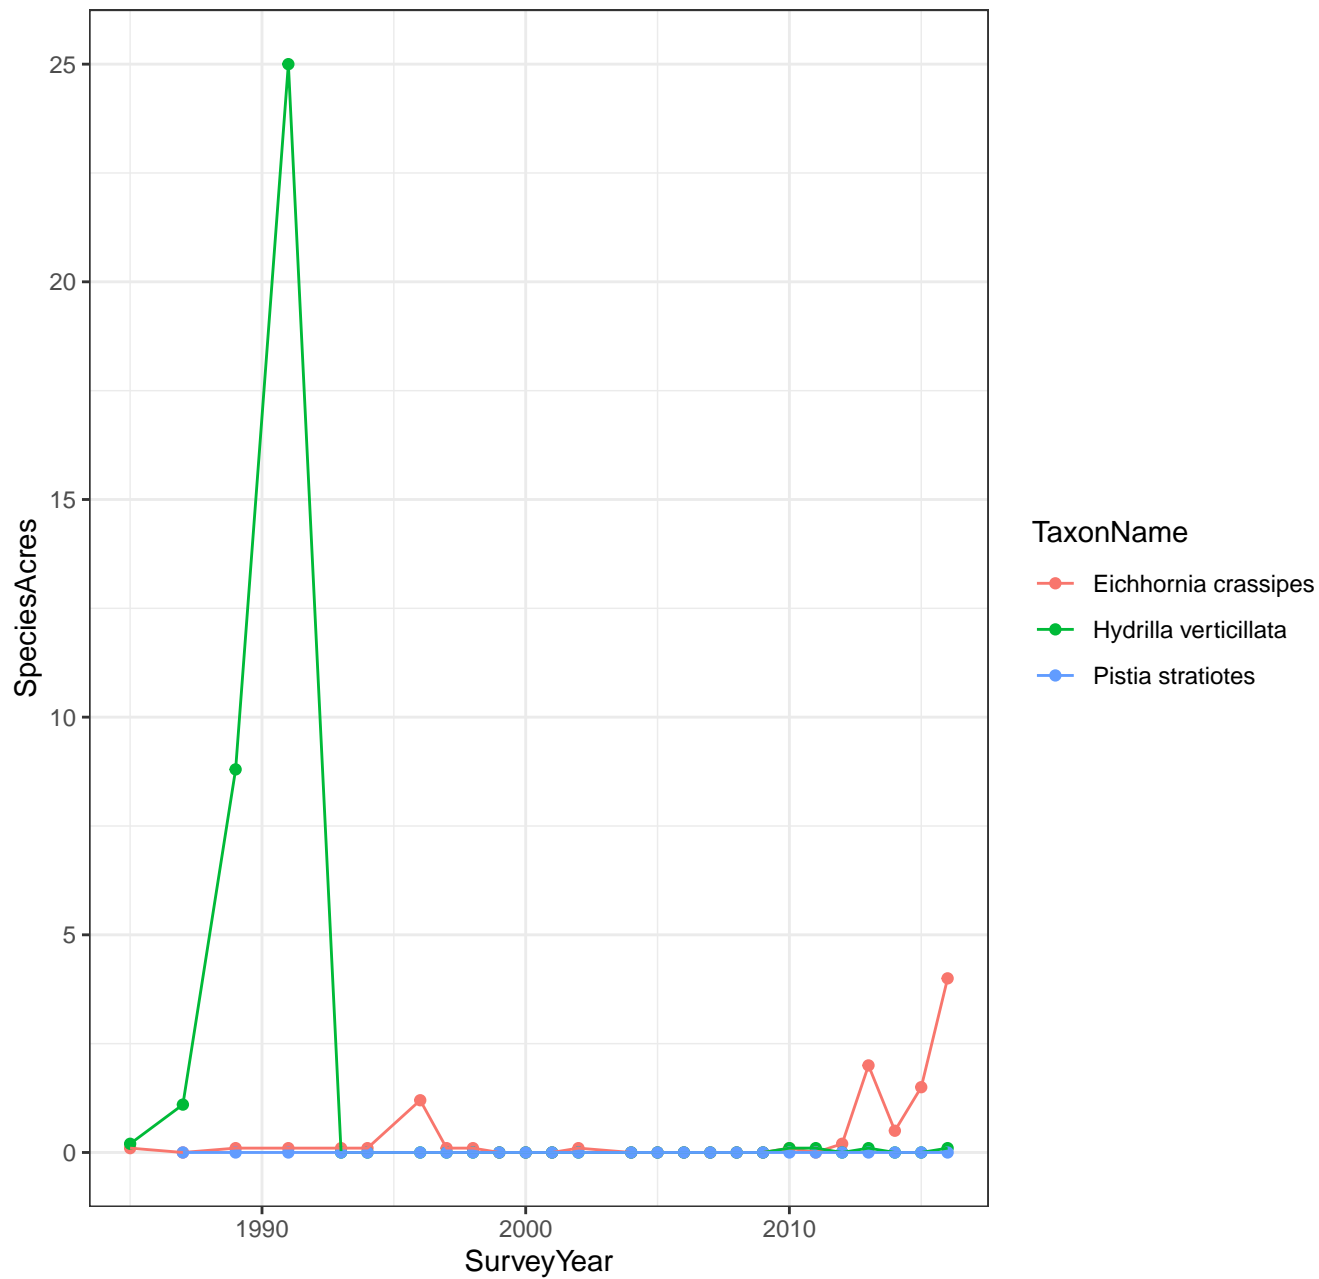 25
20
15
10
5
0
SpeciesAcres
1990 2000 2010
SurveyYear
TaxonName
Eichhornia crassipes
Hydrilla verticillata
Pistia stratiotes